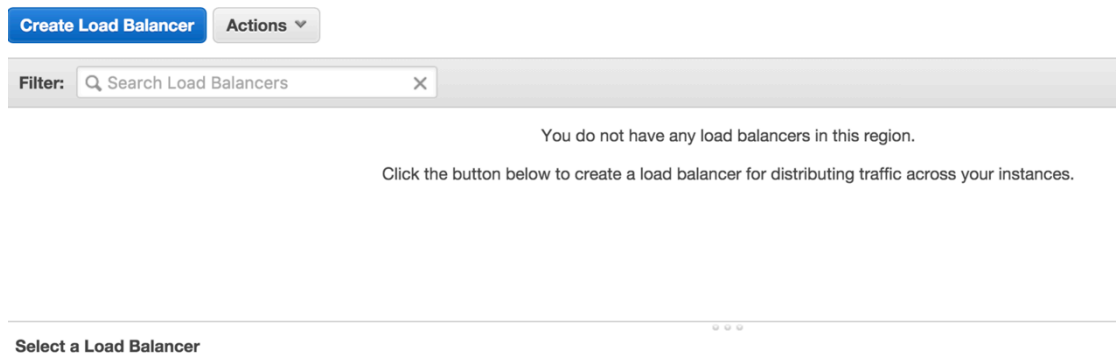 Create Load Balancer Actions
Filter: Search Load Balancers
You do not have any load balancers in this region.
Click the button below to create a load balancer for distributing traffic across your instances.
Select a Load Balancer